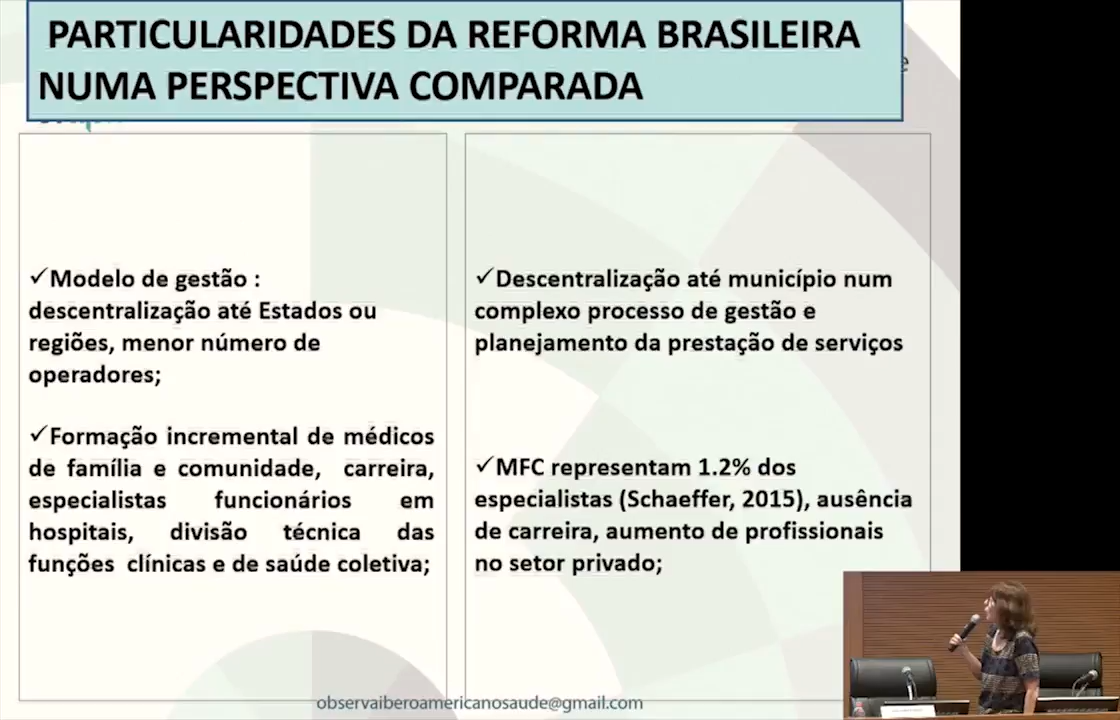 PARTICULARIDADES DA REFORMA BRASILEIRA
NUMA PERSPECTIVA COMPARADA
✓Modelo de gestão :
descentralização até Estados ou
regiões, menor número de
operadores;
✓Formação incremental de médicos
de família e comunidade, carreira,
especialistas funcionários em
hospitais, divisão técnica das
funções clínicas e de saúde coletiva;
✓Descentralização até município num
complexo processo de gestão e
planejamento da prestação de serviços
✓MFC representam 1.2% dos
especialistas (Schaeffer, 2015), ausência
de carreira, aumento de profissionais
no setor privado;
observaiberoamericanosaude@gmail.com